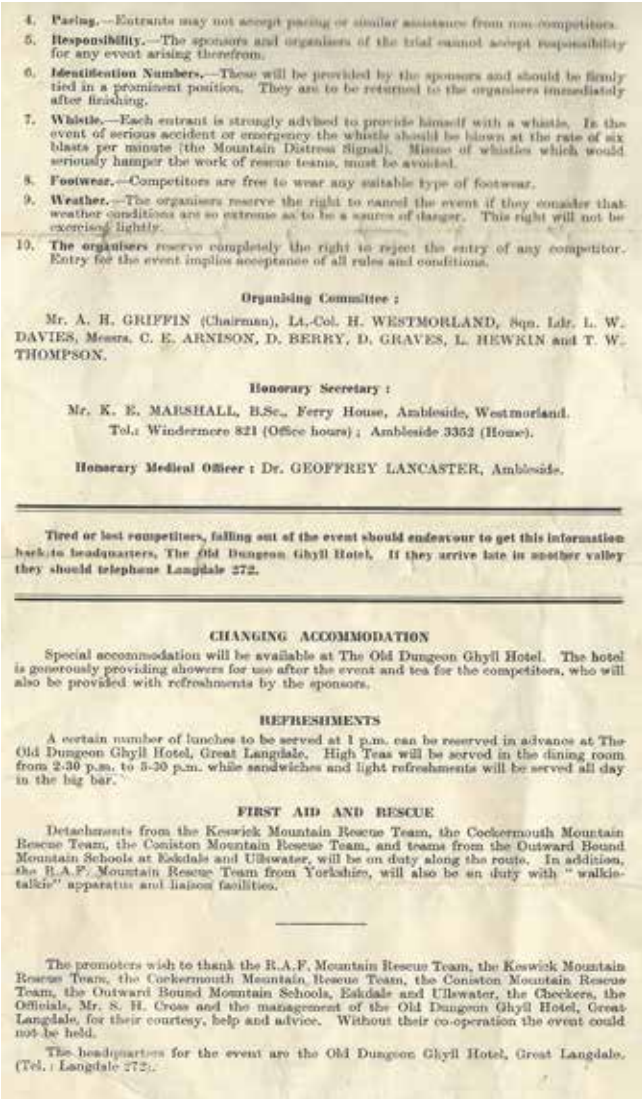 4. Pacing.—Entrants may not accept pacing or similar assistance from non-competitors.
5. Responsibility.—The sponsors and organisers of the trial cannot accept responsibility
for any event arising therefrom.
6. Identification Numbers.—These will be provided by the sponsors and should be firmly
tied in a prominent position. They are to be returned to the organisers immediately
after finishing.
7. Whistle.—Each entrant is strongly advised to provide himself with a whistle. In the
event of serious accident or emergency the whistle should be blown at the rate of six
blasts per minute (the Mountain Distress Signal). Misuse of whistles which would
seriously hamper the work of rescue teams, must be avoided.
8. Footwear.—Competitors are free to wear any suitable type of footwear.
9. Weather.—The organisers reserve the right to cancel the event if they consider that
weather conditions are so extreme as to be a source of danger. This right will not be
exercised lightly.
10. The organisers reserve completely the right to reject the entry of any competitor.
Entry for the event implies acceptance of all rules and conditions.
Organising Committee :
Mr. A. H. GRIFFIN (Chairman), Lt.-Col. H. WESTMORLAND, Sqn. Ldr. L. W.
DAVIES, Messrs. C. E. ARNISON, D. BERRY, D. GRAVES, L. HEWKIN and T. W.
THOMPSON.
Honorary Secretary :
Mr. K. E. MARSHALL, B.Sc., Ferry House, Ambleside, Westmorland.
Tel.: Windermere 821 (Office hours) ; Ambleside 3352 (Home).
Honorary Medical Officer : Dr. GEOFFREY LANCASTER, Ambleside.
Tired or lost competitors, falling out of the event should endeavour to get this information
back to headquarters, The Old Dungeon Ghyll Hotel. If they arrive late in another valley
they should telephone Langdale 272.
CHANGING ACCOMMODATION
Special accommodation will be available at The Old Dungeon Ghyll Hotel. The hotel
is generously providing showers for use after the event and tea for the competitors, who will
also be provided with refreshments by the sponsors.
REFRESHMENTS
A certain number of lunches to be served at 1 p.m. can be reserved in advance at The
Old Dungeon Ghyll Hotel, Great Langdale. High Teas will be served in the dining room
from 2-30 p.m. to 5-30 p.m. while sandwiches and light refreshments will be served all day
in the big bar.
FIRST AID AND RESCUE
Detachments from the Keswick Mountain Rescue Team, the Cockermouth Mountain
Rescue Team, the Coniston Mountain Rescue Team, and teams from the Outward Bound
Mountain Schools at Eskdale and Ullswater, will be on duty along the route. In addition,
the R.A.F. Mountain Rescue Team from Yorkshire, will also be on duty with "walkie-
talkie" apparatus and liaison facilities.
The promoters wish to thank the R.A.F. Mountain Rescue Team, the Keswick Mountain
Rescue Team, the Cockermouth Mountain Rescue Team, the Coniston Mountain Rescue
Team, the Outward Bound Mountain Schools, Eskdale and Ullswater, the Checkers, the
Officials, Mr. S. H. Cross and the management of the Old Dungeon Ghyll Hotel, Great
Langdale, for their courtesy, help and advice. Without their co-operation the event could
not be held.
The headquarters for the event are the Old Dungeon Ghyll Hotel, Great Langdale.
(Tel. : Langdale 272).